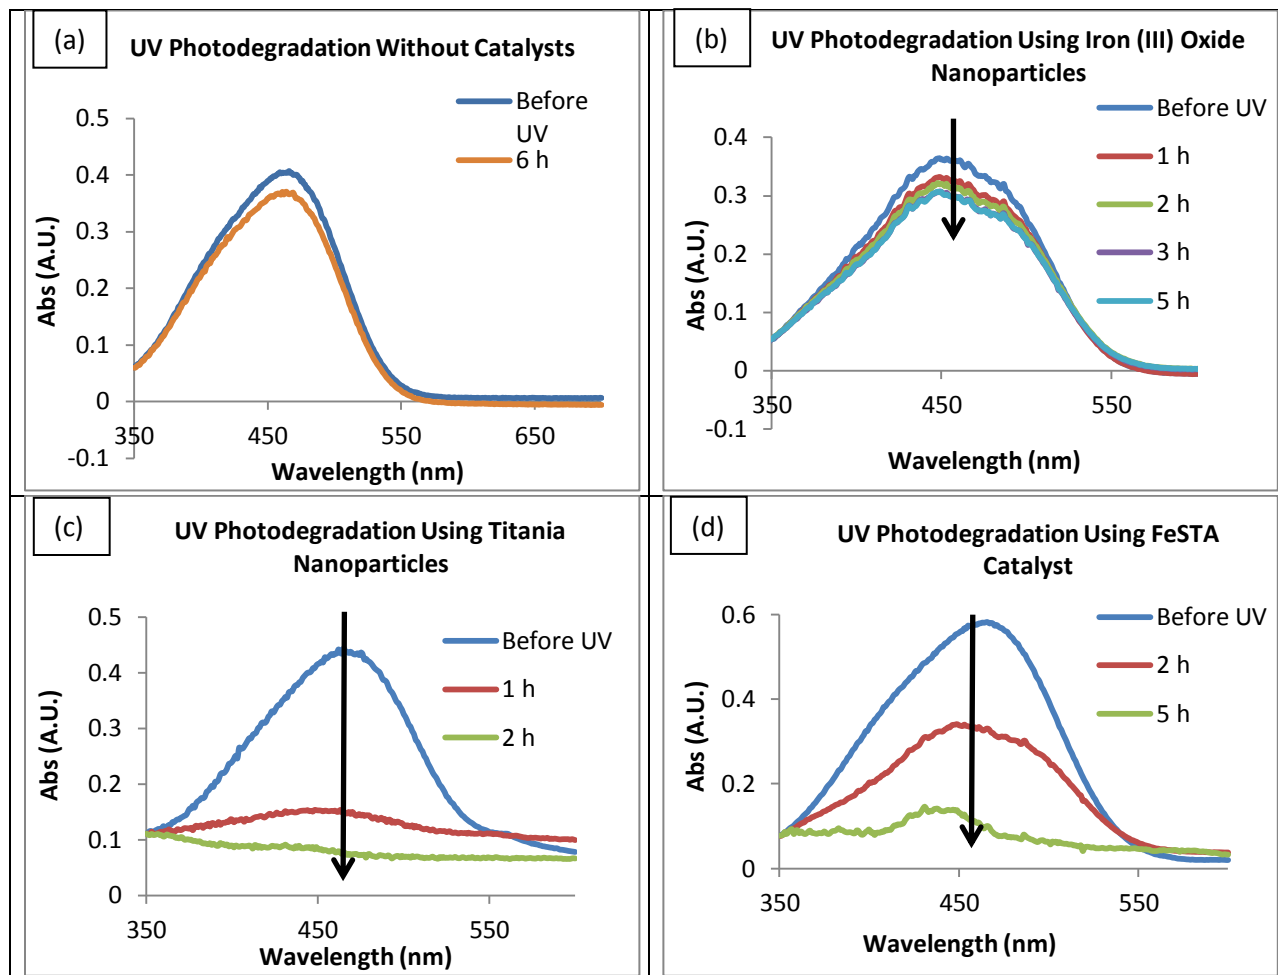 (a)
UV Photodegradation Without Catalysts
Before
UV
6 h
0.5
0.4
0.3
0.2
0.1
0
-0.1
350
450
550
650
Abs (A.U.)
Wavelength (nm)
(b)
UV Photodegradation Using Iron (III) Oxide
Nanoparticles
Before UV
1 h
2 h
3 h
5 h
0.4
0.3
0.2
0.1
0
-0.1
350
450
550
Abs (A.U.)
Wavelength (nm)
(c)
UV Photodegradation Using Titania
Nanoparticles
Before UV
1 h
2 h
0.5
0.4
0.3
0.2
0.1
0
350
450
550
Abs (A.U.)
Wavelength (nm)
(d)
UV Photodegradation Using FeSTA
Catalyst
Before UV
2 h
5 h
0.6
0.4
0.2
0
350
450
550
Abs (A.U.)
Wavelength (nm)